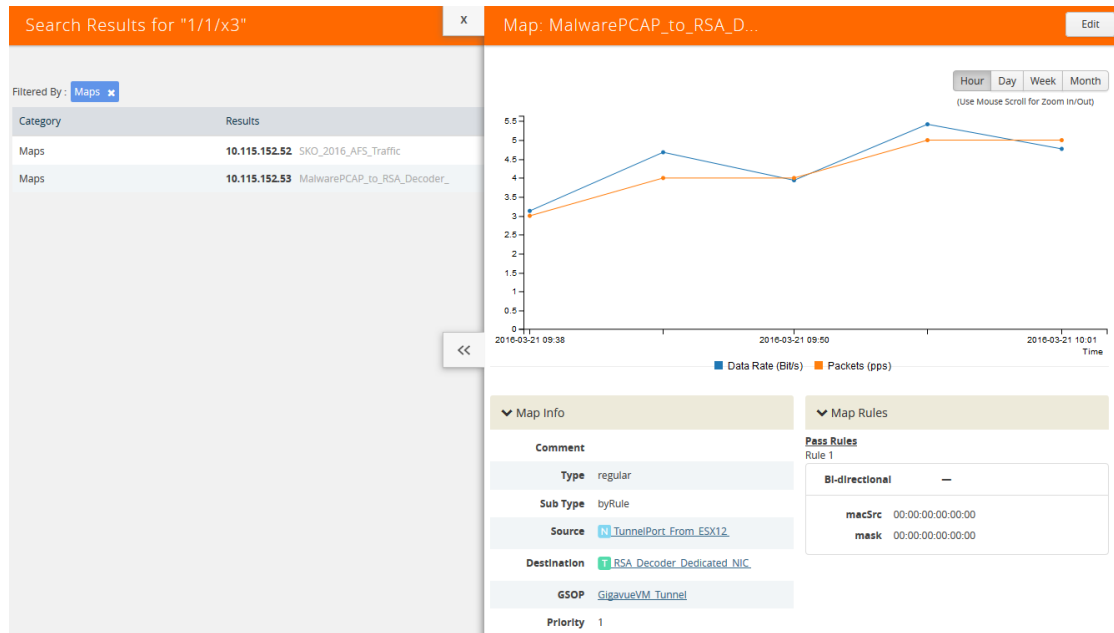 Search Results for "1/1/x3"
x
Filtered By : Maps ×
Category Results
Maps 10.115.152.52 SKO_2016_AFS_Traffic
Maps 10.115.152.53 MalwarePCAP_to_RSA_Decoder_
Map: MalwarePCAP_to_RSA_D...
Edit
Hour Day Week Month
(Use Mouse Scroll for Zoom In/Out)
5.5
5
4.5
4
3.5
3
2.5
2
1.5
1
0.5
0
2016-03-21 09:38 2016-03-21 09:50 2016-03-21 10:01
Time
Data Rate (Bit/s) Packets (pps)
Map Info
Comment
Type regular
Sub Type byRule
Source N TunnelPort_From_ESX12_
Destination T RSA_Decoder_Dedicated_NIC_
GSOP GigavueVM_Tunnel
Priority 1
Map Rules
Pass Rules
Rule 1
Bi-directional —
macSrc 00:00:00:00:00:00
mask 00:00:00:00:00:00